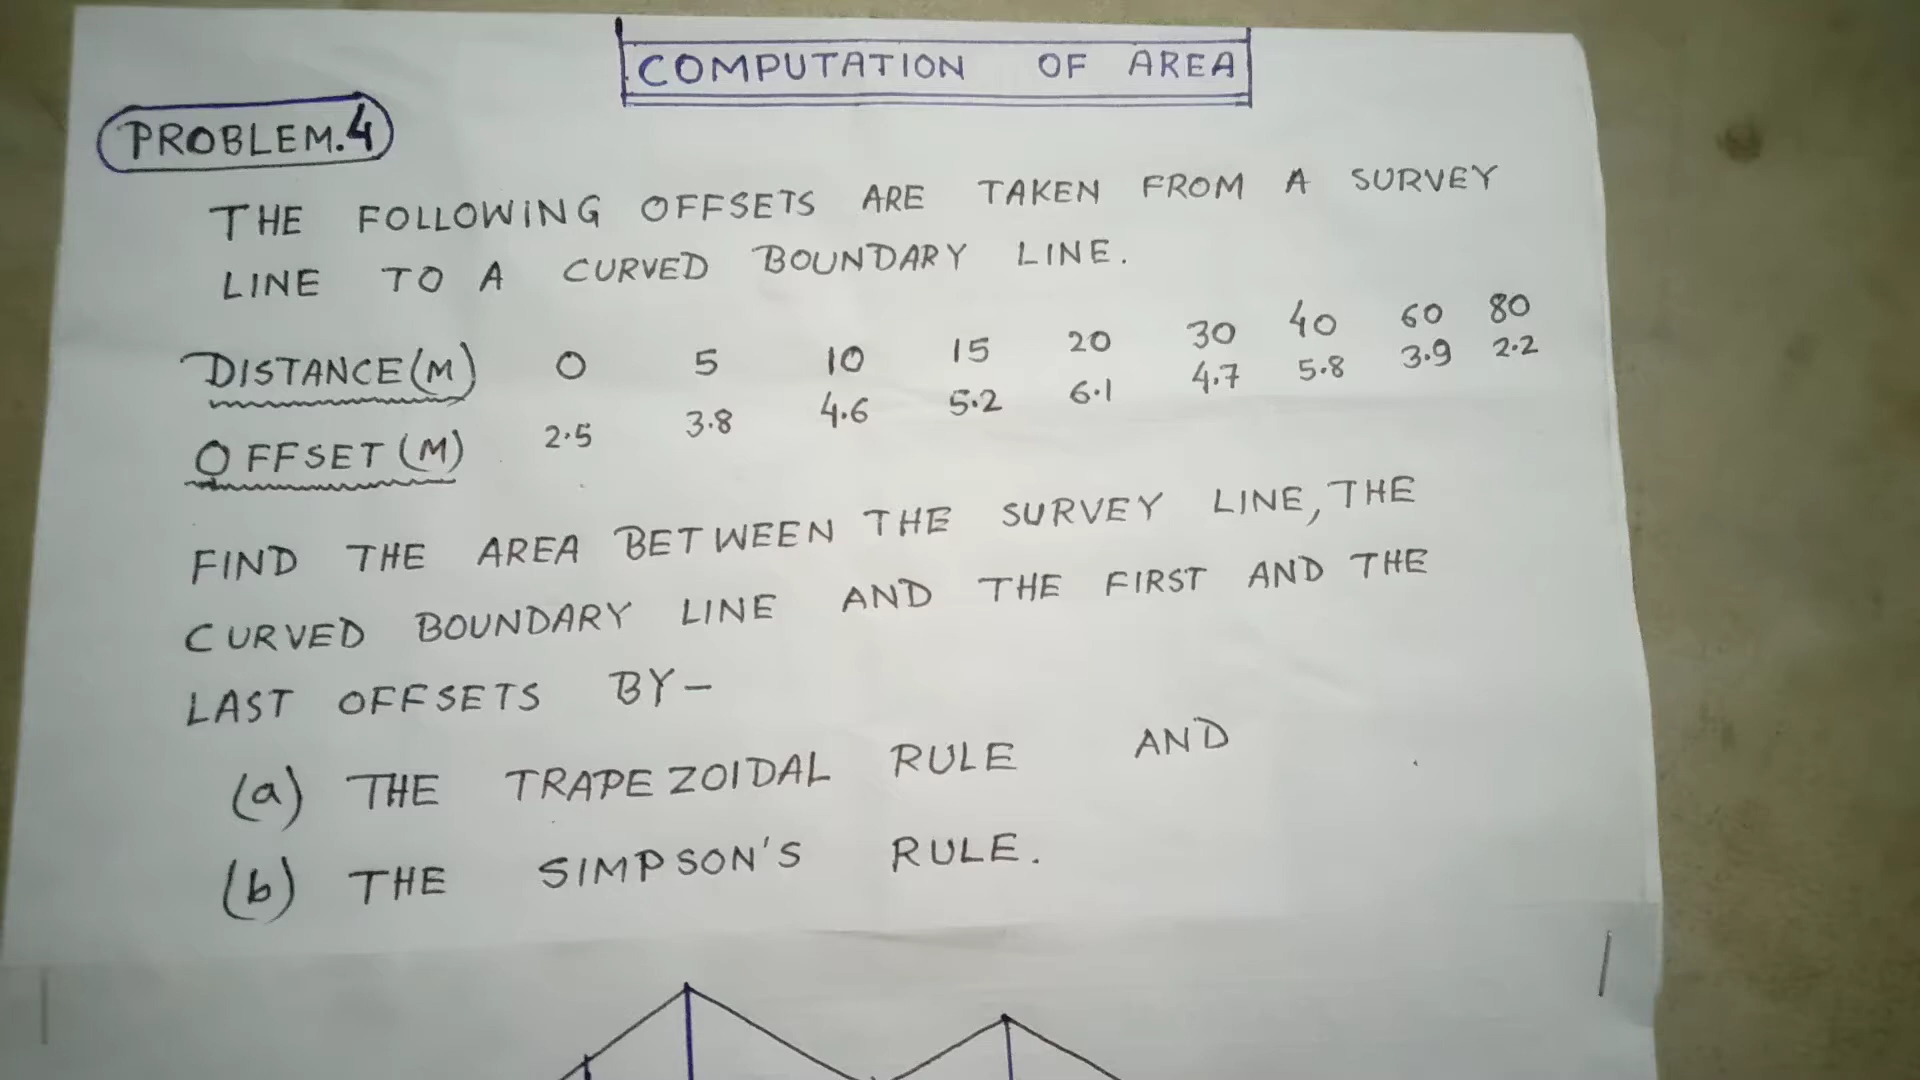 COMPUTATION OF AREA
PROBLEM.4
THE FOLLOWING OFFSETS ARE TAKEN FROM A SURVEY
LINE TO A CURVED BOUNDARY LINE.
DISTANCE(M) 0 5 10 15 20 30 40 60 80
OFFSET(M) 2.5 3.8 4.6 5.2 6.1 4.7 5.8 3.9 2.2
FIND THE AREA BETWEEN THE SURVEY LINE, THE
CURVED BOUNDARY LINE AND THE FIRST AND THE
LAST OFFSETS BY-
(a) THE TRAPEZOIDAL RULE AND
(b) THE SIMPSON'S RULE.